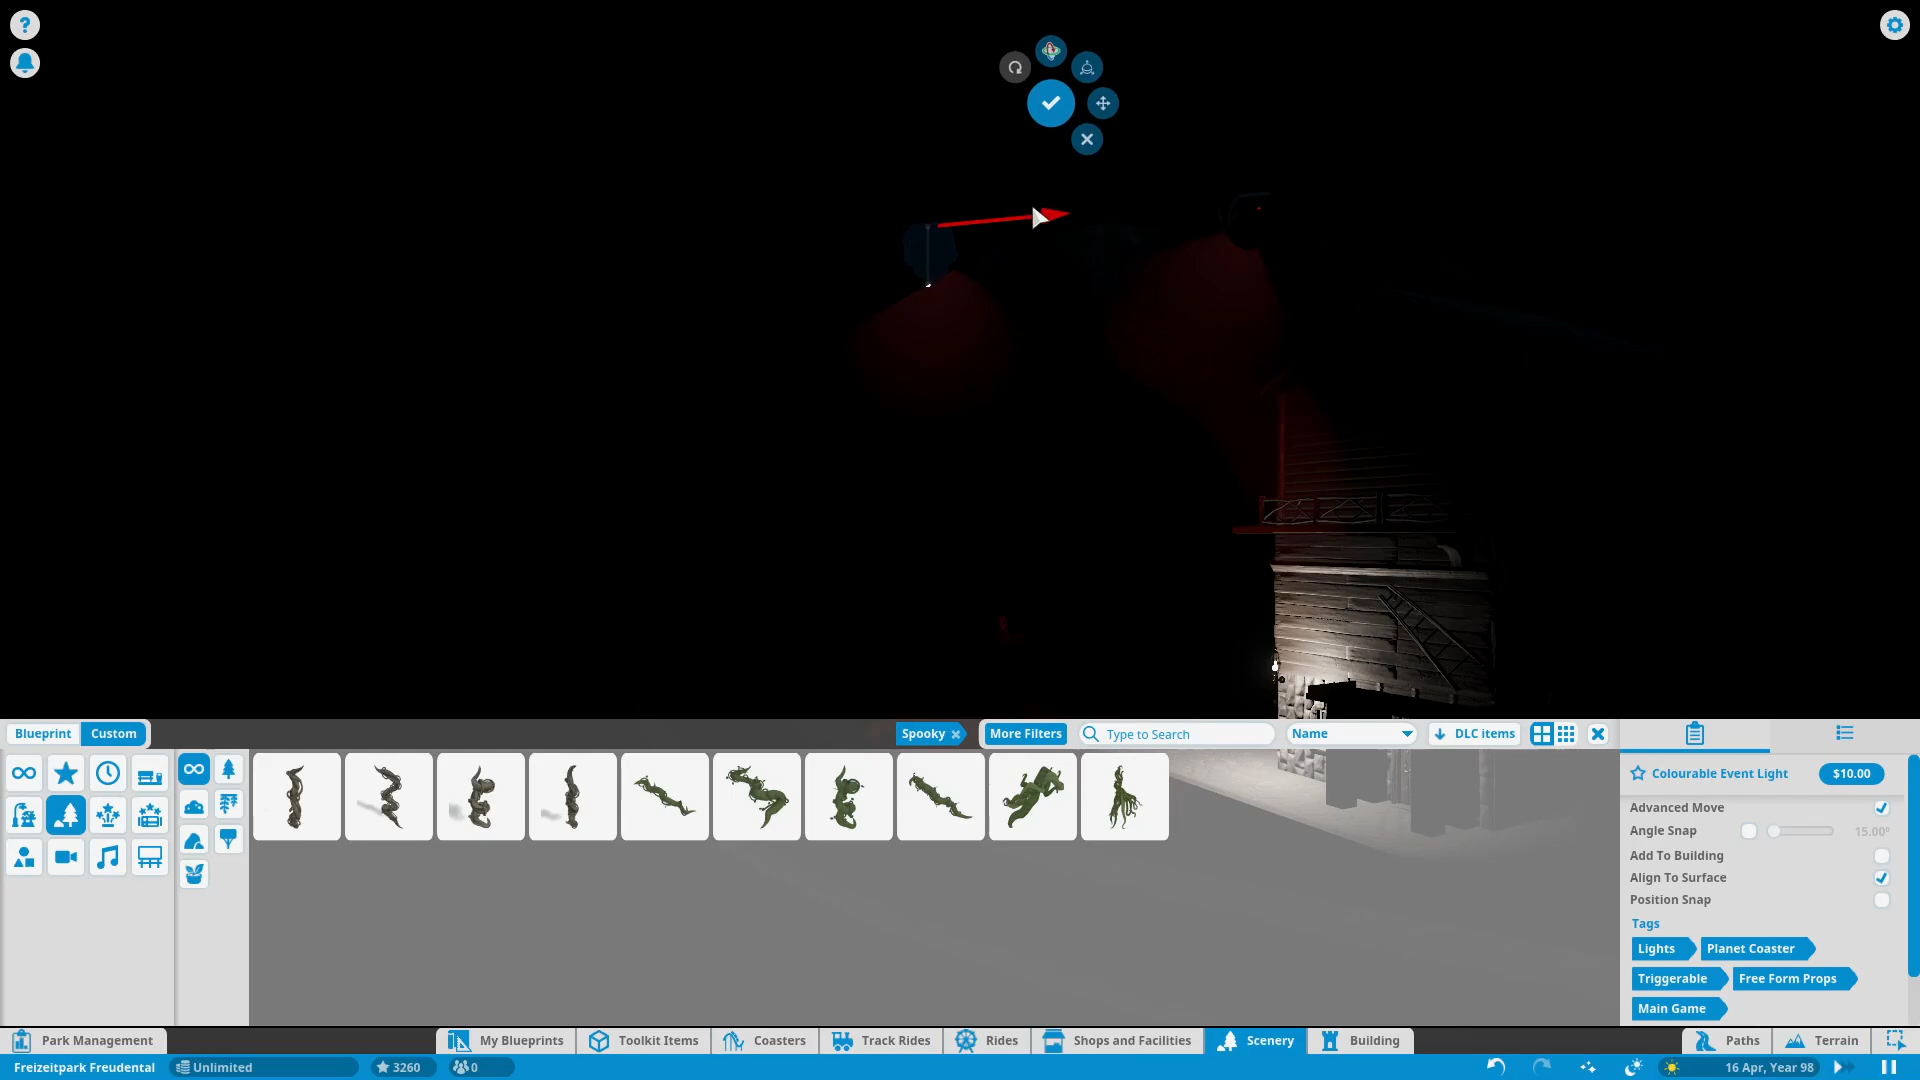 ?
Blueprint Custom Spooky More Filters Type to Search Name DLC items
Colourable Event Light $10.00
Advanced Move
Angle Snap 15.00°
Add To Building
Align To Surface
Position Snap
Tags
Lights Planet Coaster
Triggerable Free Form Props
Main Game
Park Management My Blueprints Toolkit Items Coasters Track Rides Rides Shops and Facilities Scenery Building Paths Terrain
Freizeitpark Freudental Unlimited 3260 0 16 Apr, Year 98